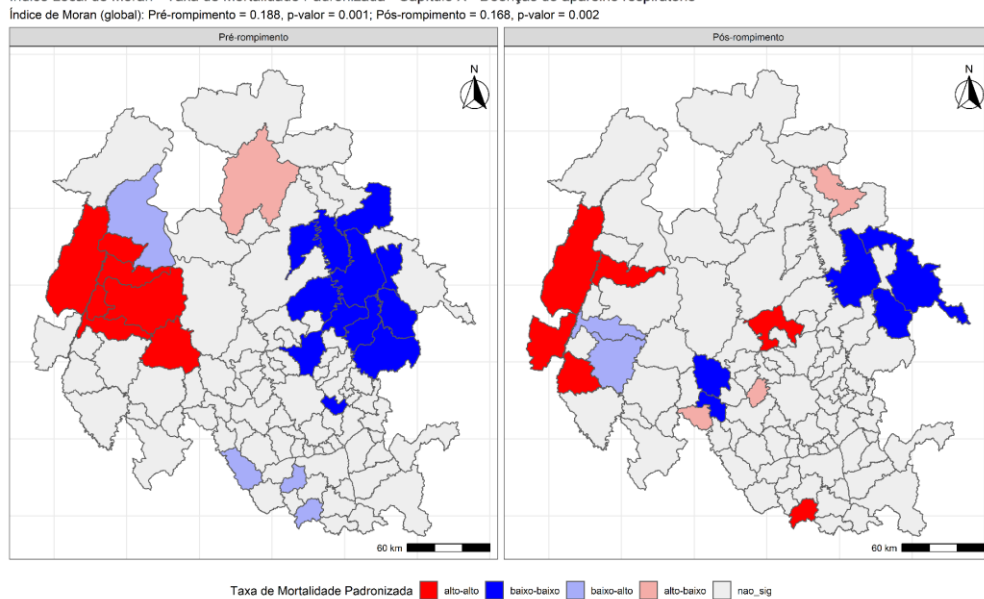 Índice de Moran (global): Pré-rompimento = 0.188, p-valor = 0.001; Pós-rompimento = 0.168, p-valor = 0.002
Pré-rompimento
Pós-rompimento
N
N
60 km
60 km
Taxa de Mortalidade Padronizada alto-alto baixo-baixo baixo-alto alto-baixo nao_sig